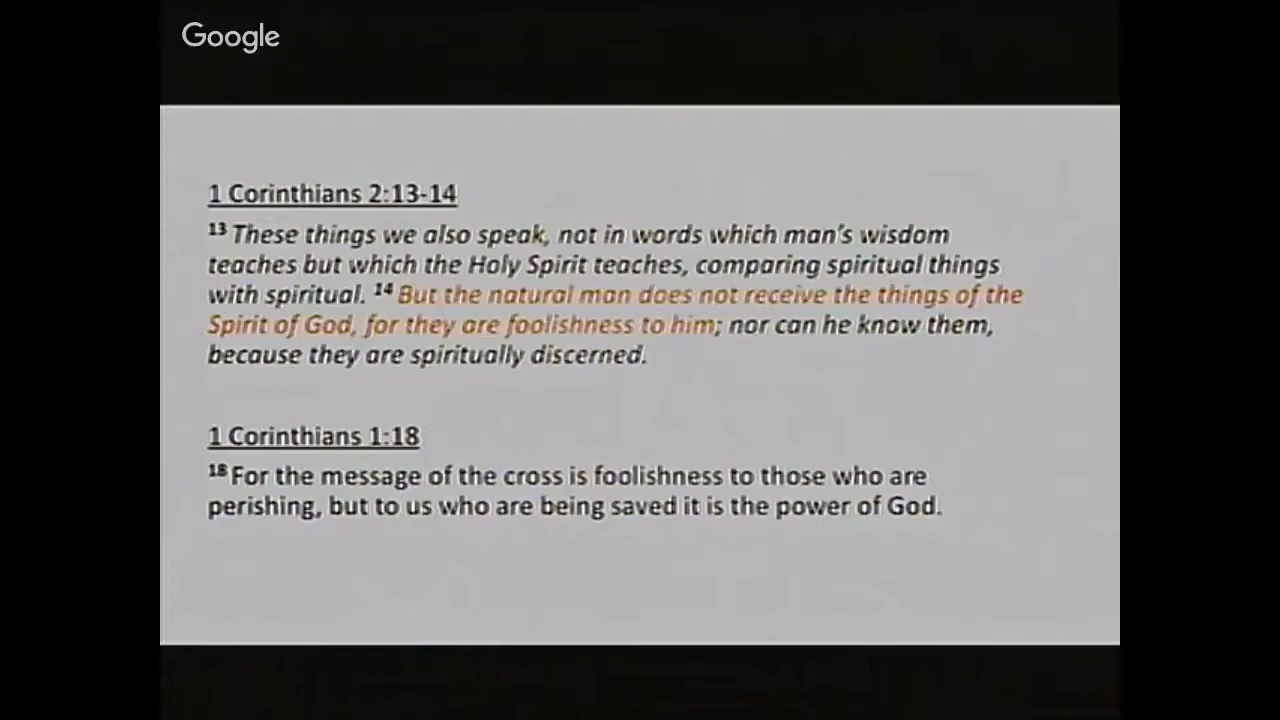 Google
1 Corinthians 2:13-14
13 These things we also speak, not in words which man's wisdom
teaches but which the Holy Spirit teaches, comparing spiritual things
with spiritual. 14 But the natural man does not receive the things of the
Spirit of God, for they are foolishness to him; nor can he know them,
because they are spiritually discerned.
1 Corinthians 1:18
18 For the message of the cross is foolishness to those who are
perishing, but to us who are being saved it is the power of God.